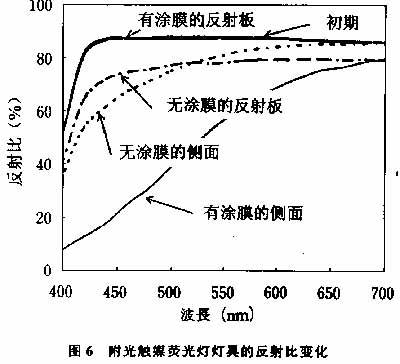 有涂膜的反射板
初期
无涂膜的反射板
无涂膜的侧面
有涂膜的侧面
反射比 (%)
100
80
60
40
20
0
400 450 500 550 600 650 700
波長 (nm)
图 6 附光触媒荧光灯灯具的反射比变化